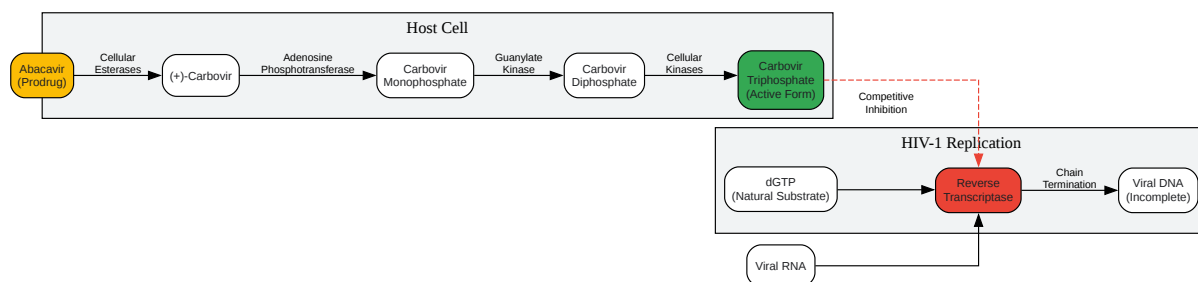 Host Cell
Abacavir
(Prodrug)
Cellular
Esterases
(+)-Carbovir
Adenosine
Phosphotransferase
Carbovir
Monophosphate
Guanylate
Kinase
Carbovir
Diphosphate
Cellular
Kinases
Carbovir
Triphosphate
(Active Form)
Competitive
Inhibition
HIV-1 Replication
dGTP
(Natural Substrate)
Reverse
Transcriptase
Chain
Termination
Viral DNA
(Incomplete)
Viral RNA